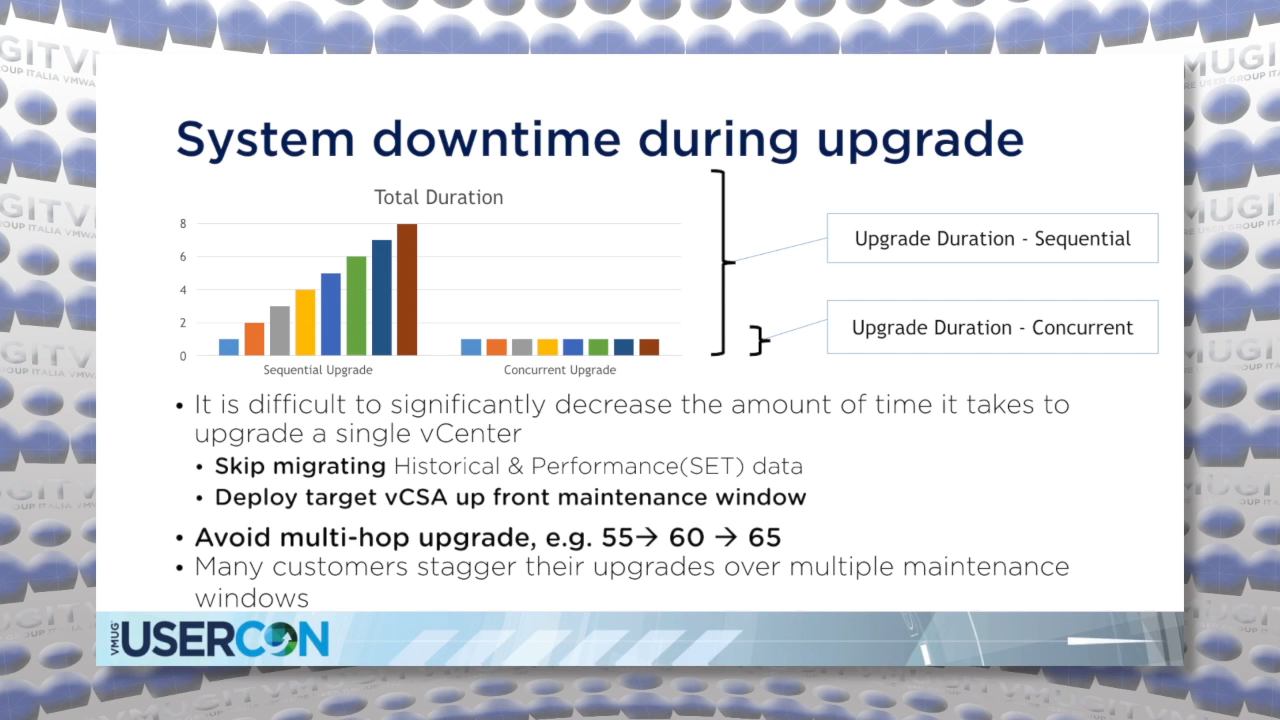 System downtime during upgrade
Total Duration
8
6
4
2
0
Sequential Upgrade
Concurrent Upgrade
Upgrade Duration - Sequential
Upgrade Duration - Concurrent
• It is difficult to significantly decrease the amount of time it takes to
upgrade a single vCenter
• Skip migrating Historical & Performance(SET) data
• Deploy target vCSA up front maintenance window
• Avoid multi-hop upgrade, e.g. 55→ 60 → 65
• Many customers stagger their upgrades over multiple maintenance
windows
VMUG USERCON